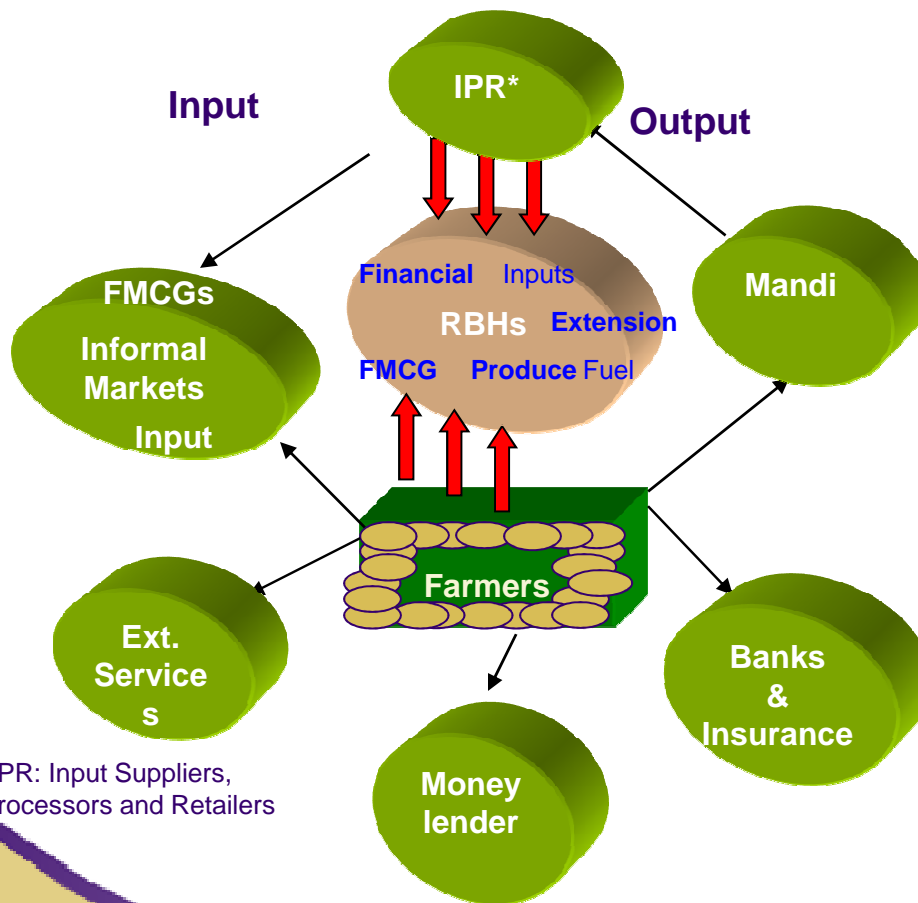 IPR*
Input
Output
Financial Inputs
RBHs Extension
FMCG Produce Fuel
FMCGs
Informal
Markets
Input
Mandi
Farmers
Ext.
Service
s
Banks
&
Insurance
Money
lender
PR: Input Suppliers,
rocessors and Retailers